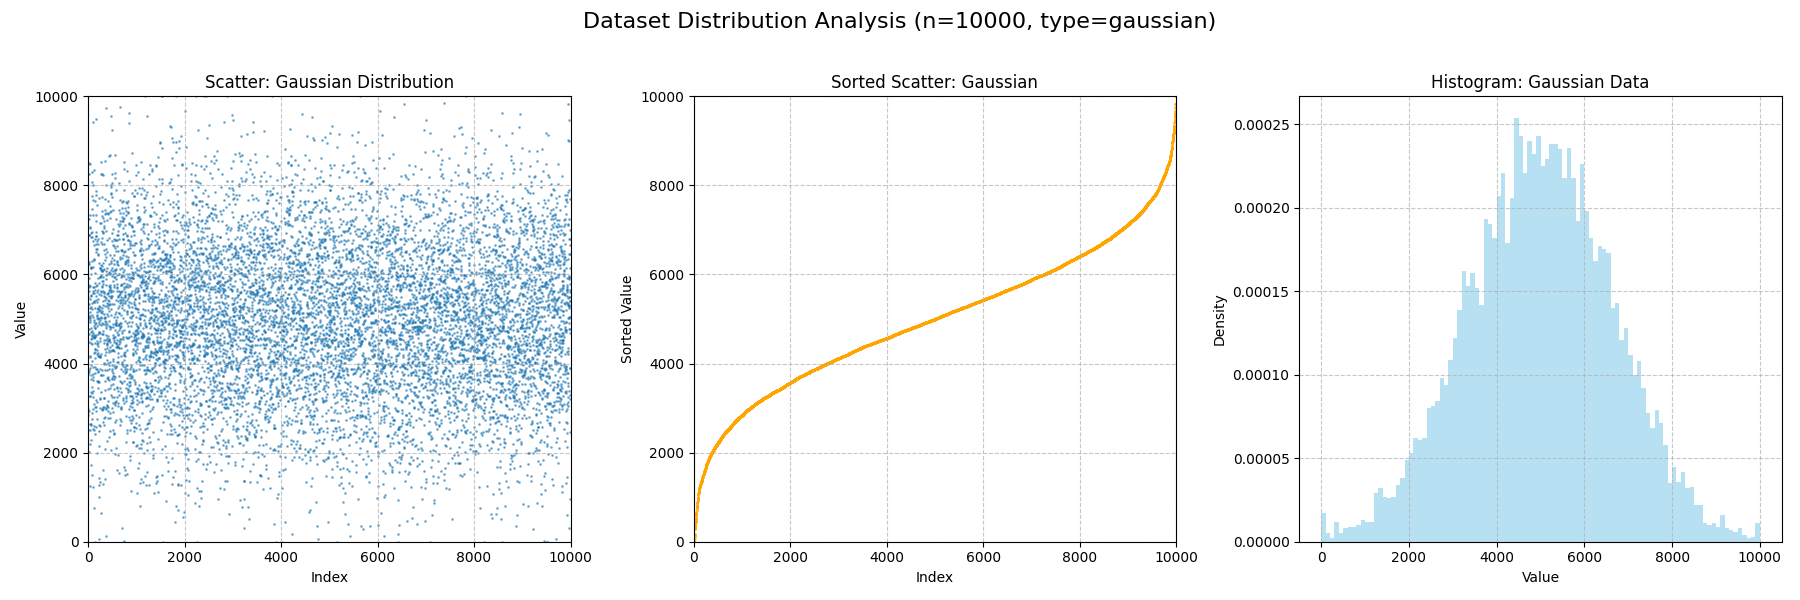 Dataset Distribution Analysis (n=10000, type=gaussian)
Scatter: Gaussian Distribution
10000
8000
6000
4000
2000
0
Value
0 2000 4000 6000 8000 10000
Index
Sorted Scatter: Gaussian
10000
8000
6000
4000
2000
0
Sorted Value
0 2000 4000 6000 8000 10000
Index
Histogram: Gaussian Data
0.00025
0.00020
0.00015
0.00010
0.00005
0.00000
Density
0 2000 4000 6000 8000 10000
Value